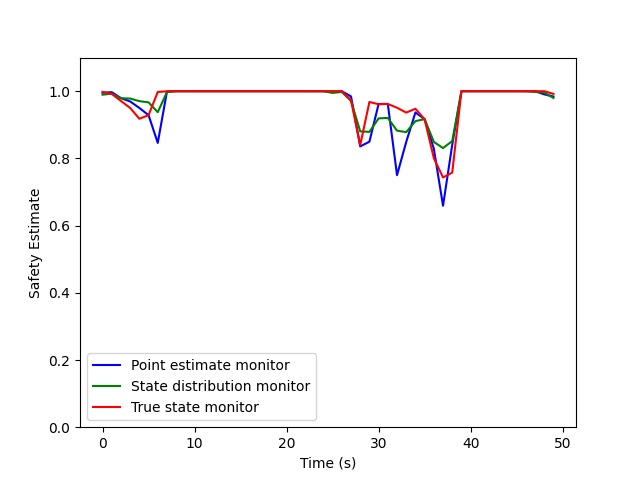 1.0
0.8
0.6
0.4
0.2
0.0
Safety Estimate
Point estimate monitor
State distribution monitor
True state monitor
0 10 20 30 40 50
Time (s)